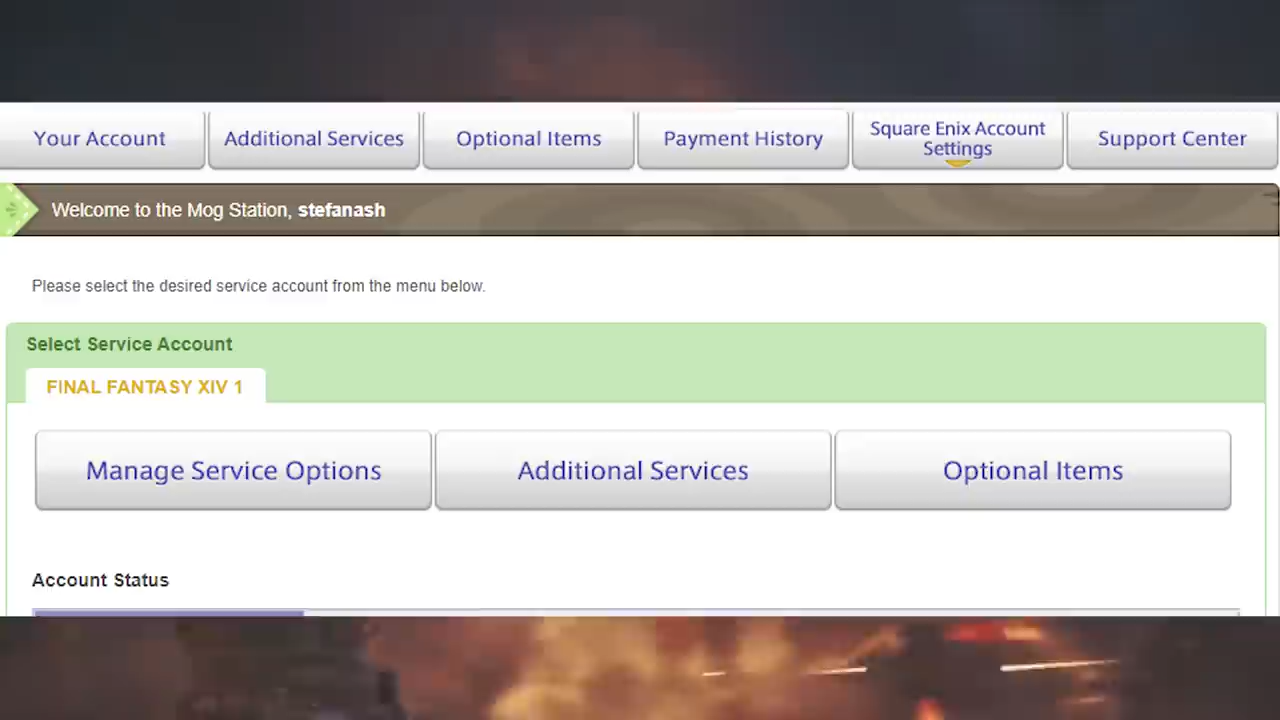 Your Account
Additional Services
Optional Items
Payment History
Square Enix Account
Settings
Support Center
Welcome to the Mog Station, stefanash
Please select the desired service account from the menu below.
Select Service Account
FINAL FANTASY XIV 1
Manage Service Options
Additional Services
Optional Items
Account Status